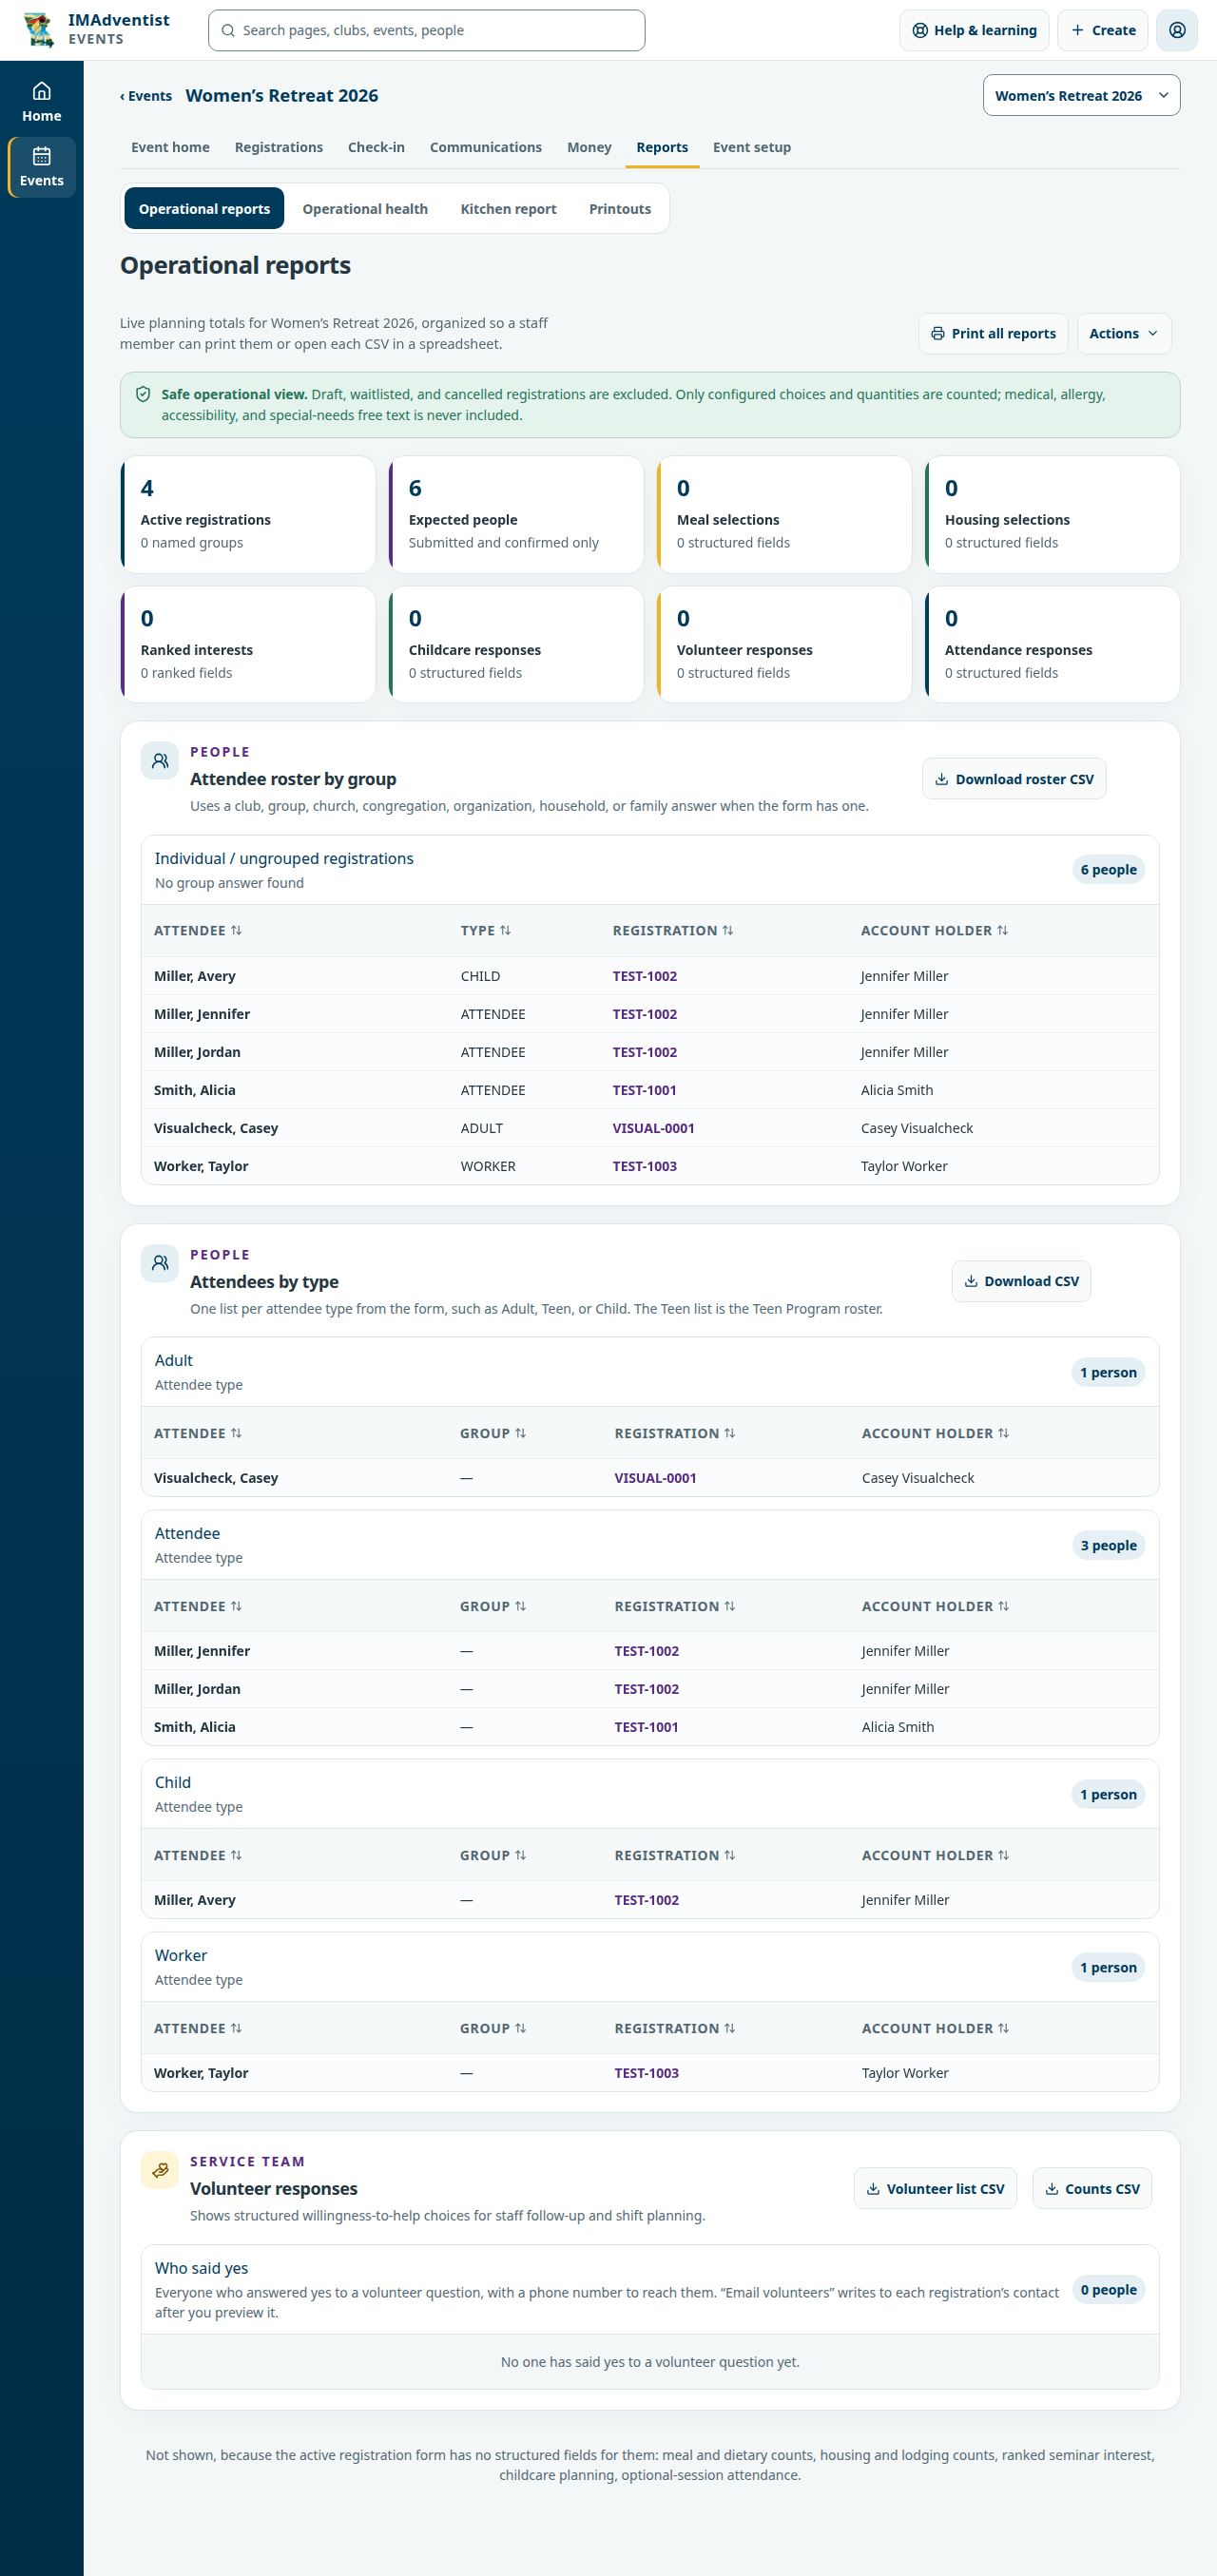 IMAdventist
EVENTS
Search pages, clubs, events, people
Help & learning
Create
Home
Events
‹ Events
Women’s Retreat 2026
Women’s Retreat 2026
Event home Registrations Check-in Communications Money Reports Event setup
Operational reports Operational health Kitchen report Printouts
Operational reports
Live planning totals for Women’s Retreat 2026, organized so a staff
member can print them or open each CSV in a spreadsheet.
Print all reports
Actions
Safe operational view. Draft, waitlisted, and cancelled registrations are excluded. Only configured choices and quantities are counted; medical, allergy,
accessibility, and special-needs free text is never included.
4
Active registrations
0 named groups
6
Expected people
Submitted and confirmed only
0
Meal selections
0 structured fields
0
Housing selections
0 structured fields
0
Ranked interests
0 ranked fields
0
Childcare responses
0 structured fields
0
Volunteer responses
0 structured fields
0
Attendance responses
0 structured fields
PEOPLE
Attendee roster by group
Uses a club, group, church, congregation, organization, household, or family answer when the form has one.
Download roster CSV
Individual / ungrouped registrations
No group answer found
6 people
ATTENDEE TYPE REGISTRATION ACCOUNT HOLDER
Miller, Avery CHILD TEST-1002 Jennifer Miller
Miller, Jennifer ATTENDEE TEST-1002 Jennifer Miller
Miller, Jordan ATTENDEE TEST-1002 Jennifer Miller
Smith, Alicia ATTENDEE TEST-1001 Alicia Smith
Visualcheck, Casey ADULT VISUAL-0001 Casey Visualcheck
Worker, Taylor WORKER TEST-1003 Taylor Worker
PEOPLE
Attendees by type
One list per attendee type from the form, such as Adult, Teen, or Child. The Teen list is the Teen Program roster.
Download CSV
Adult
Attendee type
1 person
ATTENDEE GROUP REGISTRATION ACCOUNT HOLDER
Visualcheck, Casey — VISUAL-0001 Casey Visualcheck
Attendee
Attendee type
3 people
ATTENDEE GROUP REGISTRATION ACCOUNT HOLDER
Miller, Jennifer — TEST-1002 Jennifer Miller
Miller, Jordan — TEST-1002 Jennifer Miller
Smith, Alicia — TEST-1001 Alicia Smith
Child
Attendee type
1 person
ATTENDEE GROUP REGISTRATION ACCOUNT HOLDER
Miller, Avery — TEST-1002 Jennifer Miller
Worker
Attendee type
1 person
ATTENDEE GROUP REGISTRATION ACCOUNT HOLDER
Worker, Taylor — TEST-1003 Taylor Worker
SERVICE TEAM
Volunteer responses
Shows structured willingness-to-help choices for staff follow-up and shift planning.
Volunteer list CSV
Counts CSV
Who said yes
Everyone who answered yes to a volunteer question, with a phone number to reach them. “Email volunteers” writes to each registration’s contact
after you preview it.
0 people
No one has said yes to a volunteer question yet.
Not shown, because the active registration form has no structured fields for them: meal and dietary counts, housing and lodging counts, ranked seminar interest,
childcare planning, optional-session attendance.